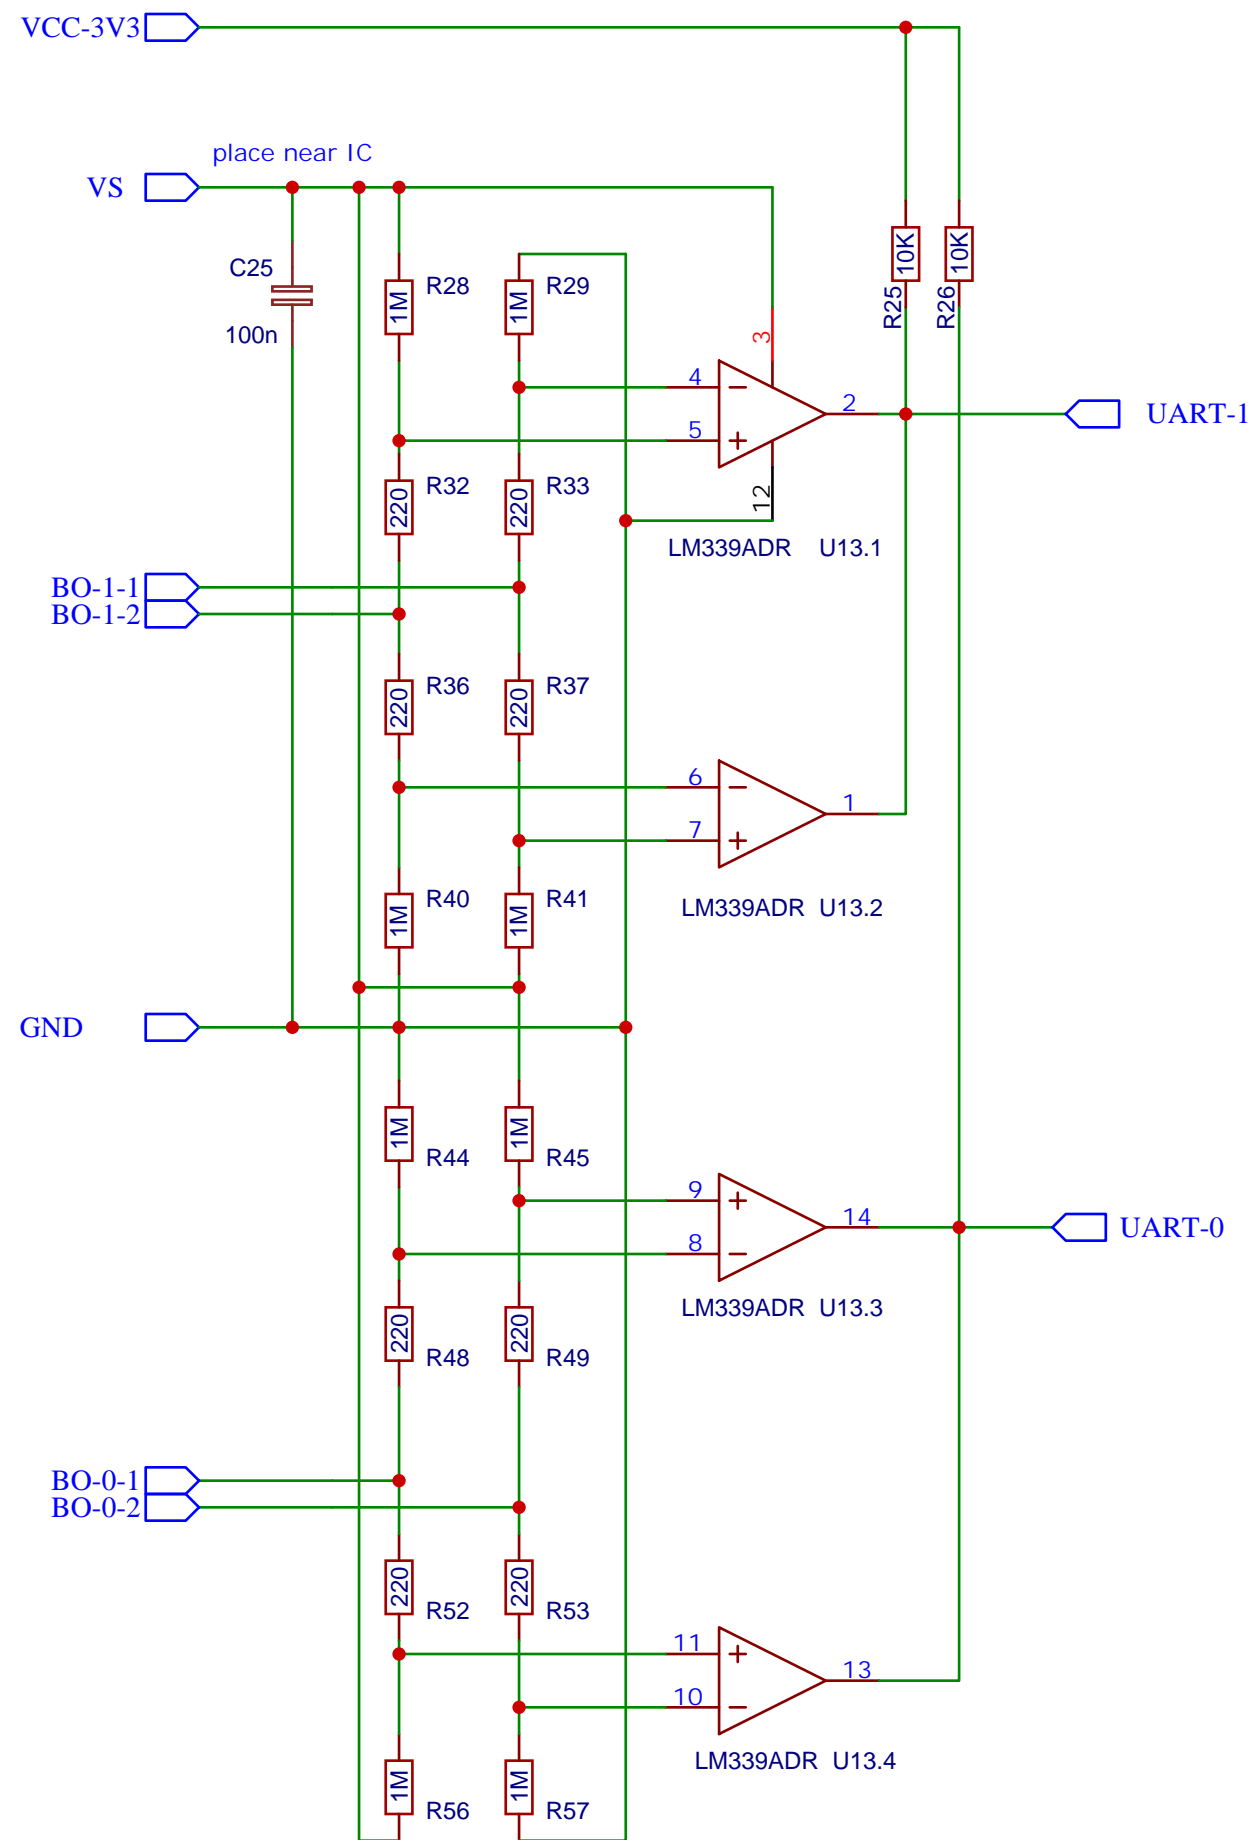 VCC-3V3
place near IC
VS
C25
100n
R28
1M
R29
1M
10K
R25
10K
R26
3
4
5
2
12
UART-1
R32
220
R33
220
LM339ADR U13.1
BO-1-1
BO-1-2
R36
220
R37
220
6
7
1
R40
1M
R41
1M
LM339ADR U13.2
GND
R44
1M
R45
1M
9
8
14
UART-0
LM339ADR U13.3
R48
220
R49
220
BO-0-1
BO-0-2
R52
220
R53
220
11
10
13
LM339ADR U13.4
R56
1M
R57
1M